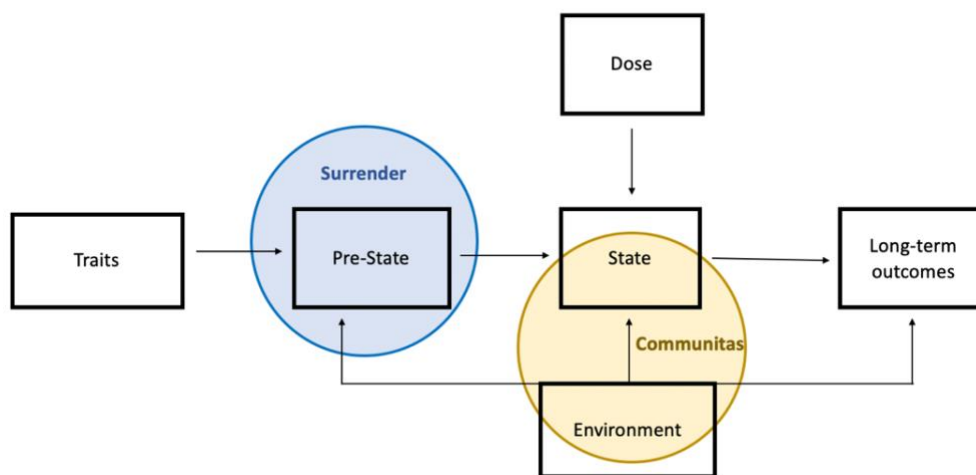 Dose
Surrender
Traits
Pre-State
State
Long-term
outcomes
Communitas
Environment